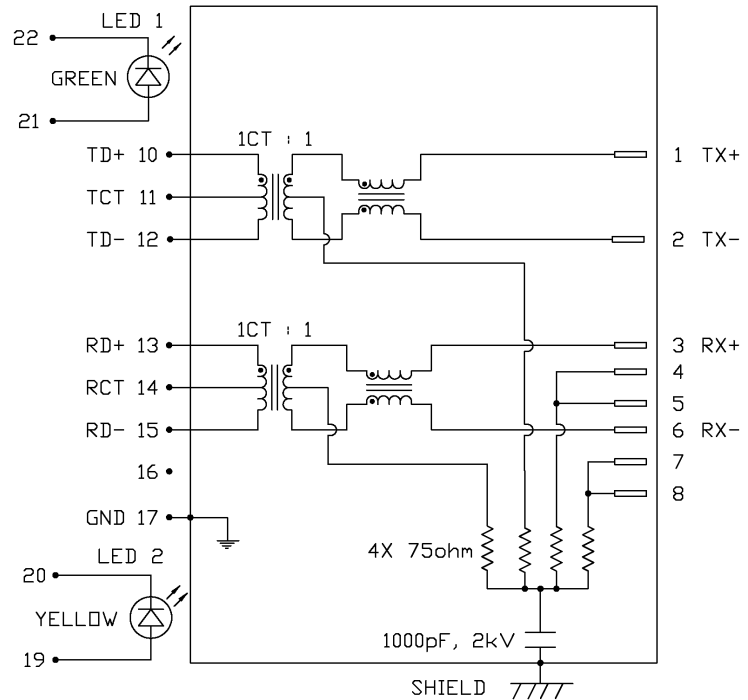 LED 1
22
GREEN
21
1CT : 1
TD+ 10
1 TX+
TCT 11
TD- 12
2 TX-
1CT : 1
RD+ 13
3 RX+
4
RCT 14
5
RD- 15
6 RX-
7
16
8
GND 17
LED 2
4X 75ohm
20
YELLOW
1000pF, 2kV
19
SHIELD